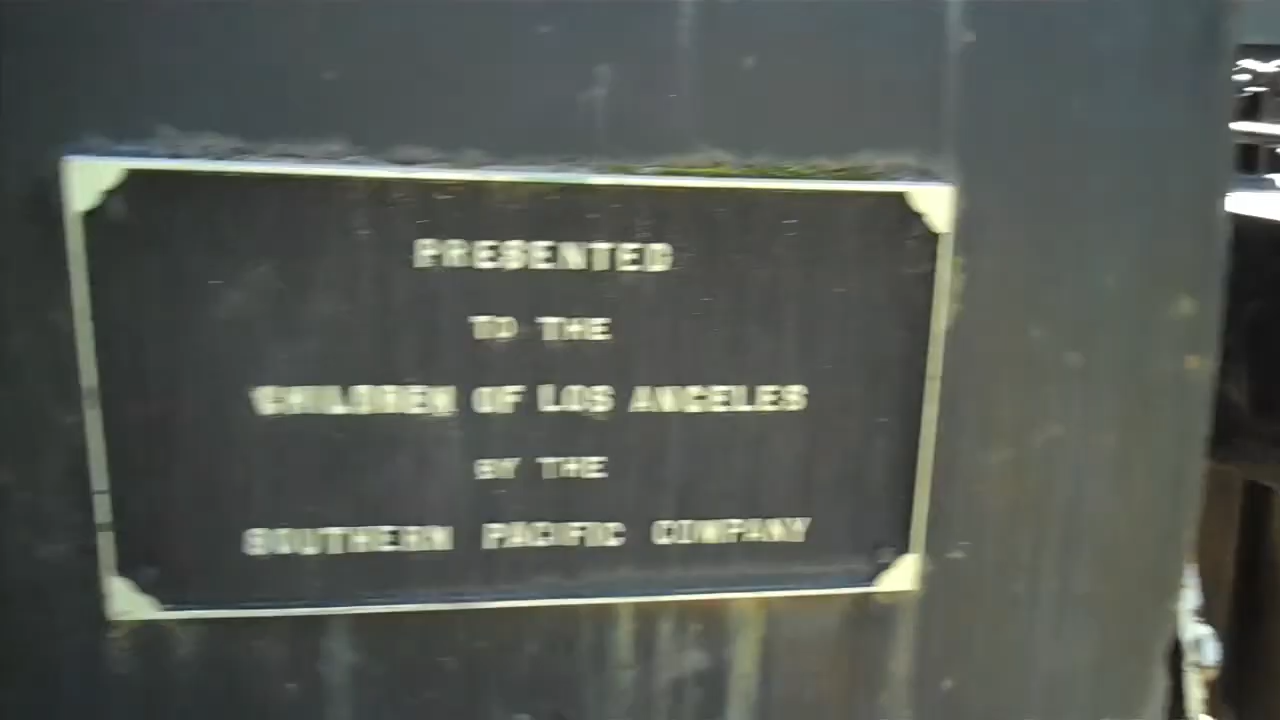 PRESENTED
TO THE
CHILDREN OF LOS ANGELES
BY THE
SOUTHERN PACIFIC COMPANY